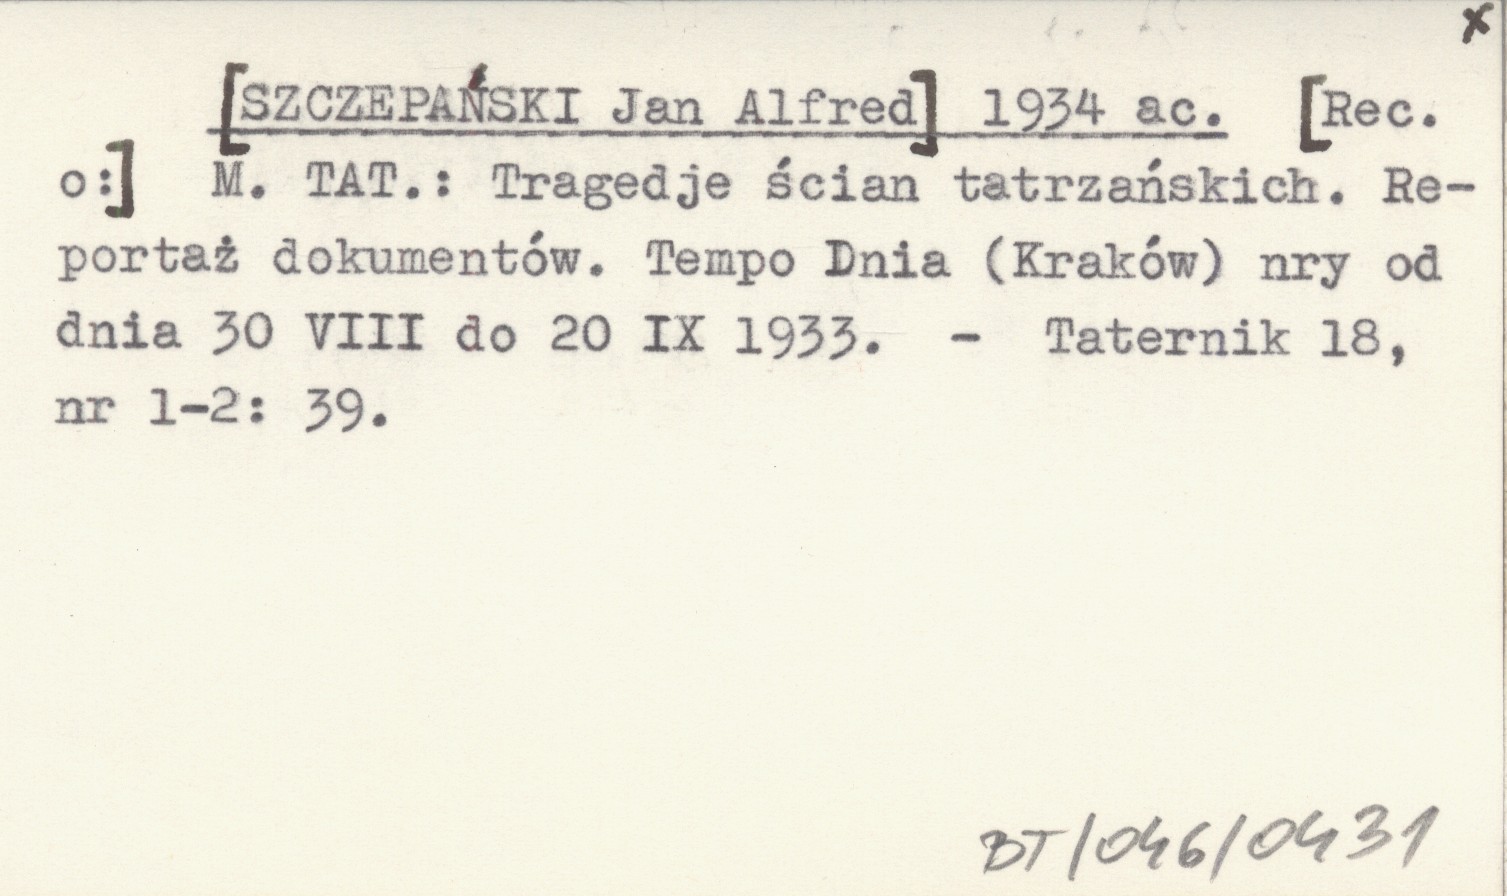 x
[SZCZEPAŃSKI Jan Alfred] 1934 ac. [Rec.
o:] M. TAT.: Tragedje ścian tatrzańskich. Re-
portaż dokumentów. Tempo Dnia (Kraków) nry od
dnia 30 VIII do 20 IX 1933. - Taternik 18,
nr 1-2: 39.
BT/046/0431